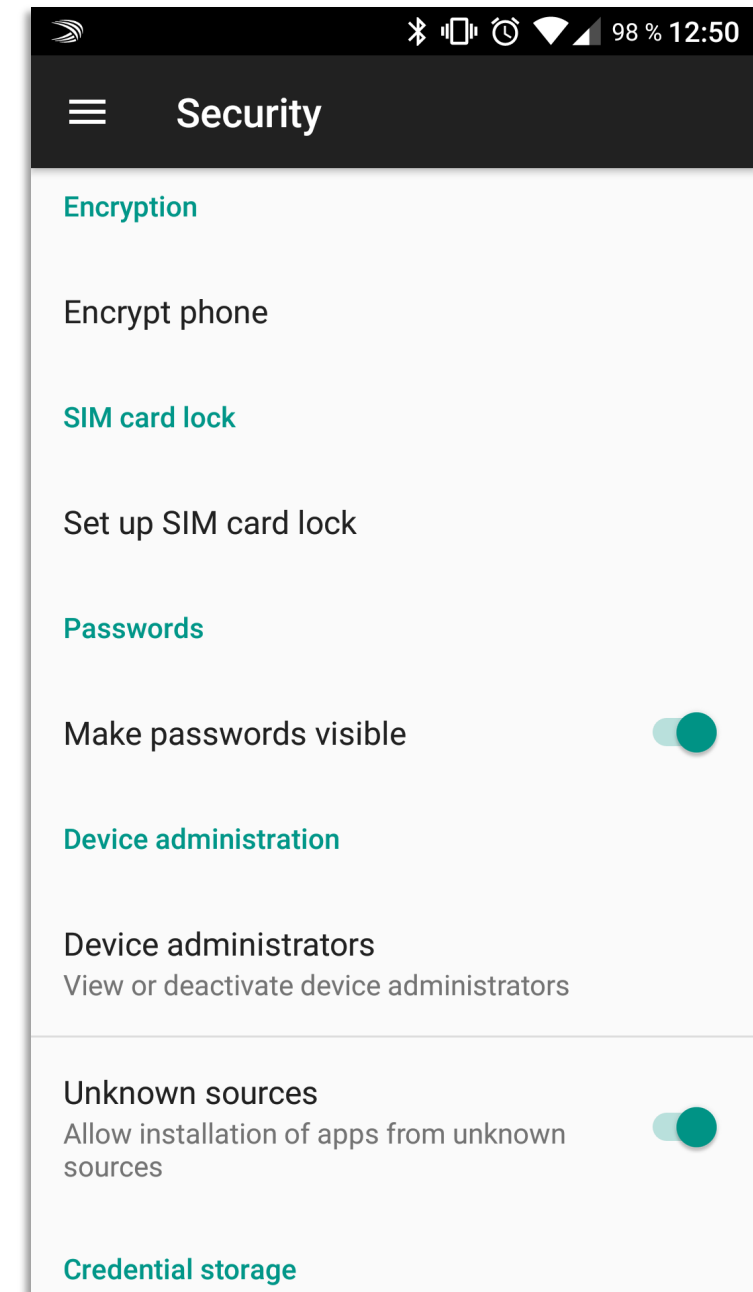 98 % 12:50
Security
Encryption
Encrypt phone
SIM card lock
Set up SIM card lock
Passwords
Make passwords visible
Device administration
Device administrators
View or deactivate device administrators
Unknown sources
Allow installation of apps from unknown
sources
Credential storage